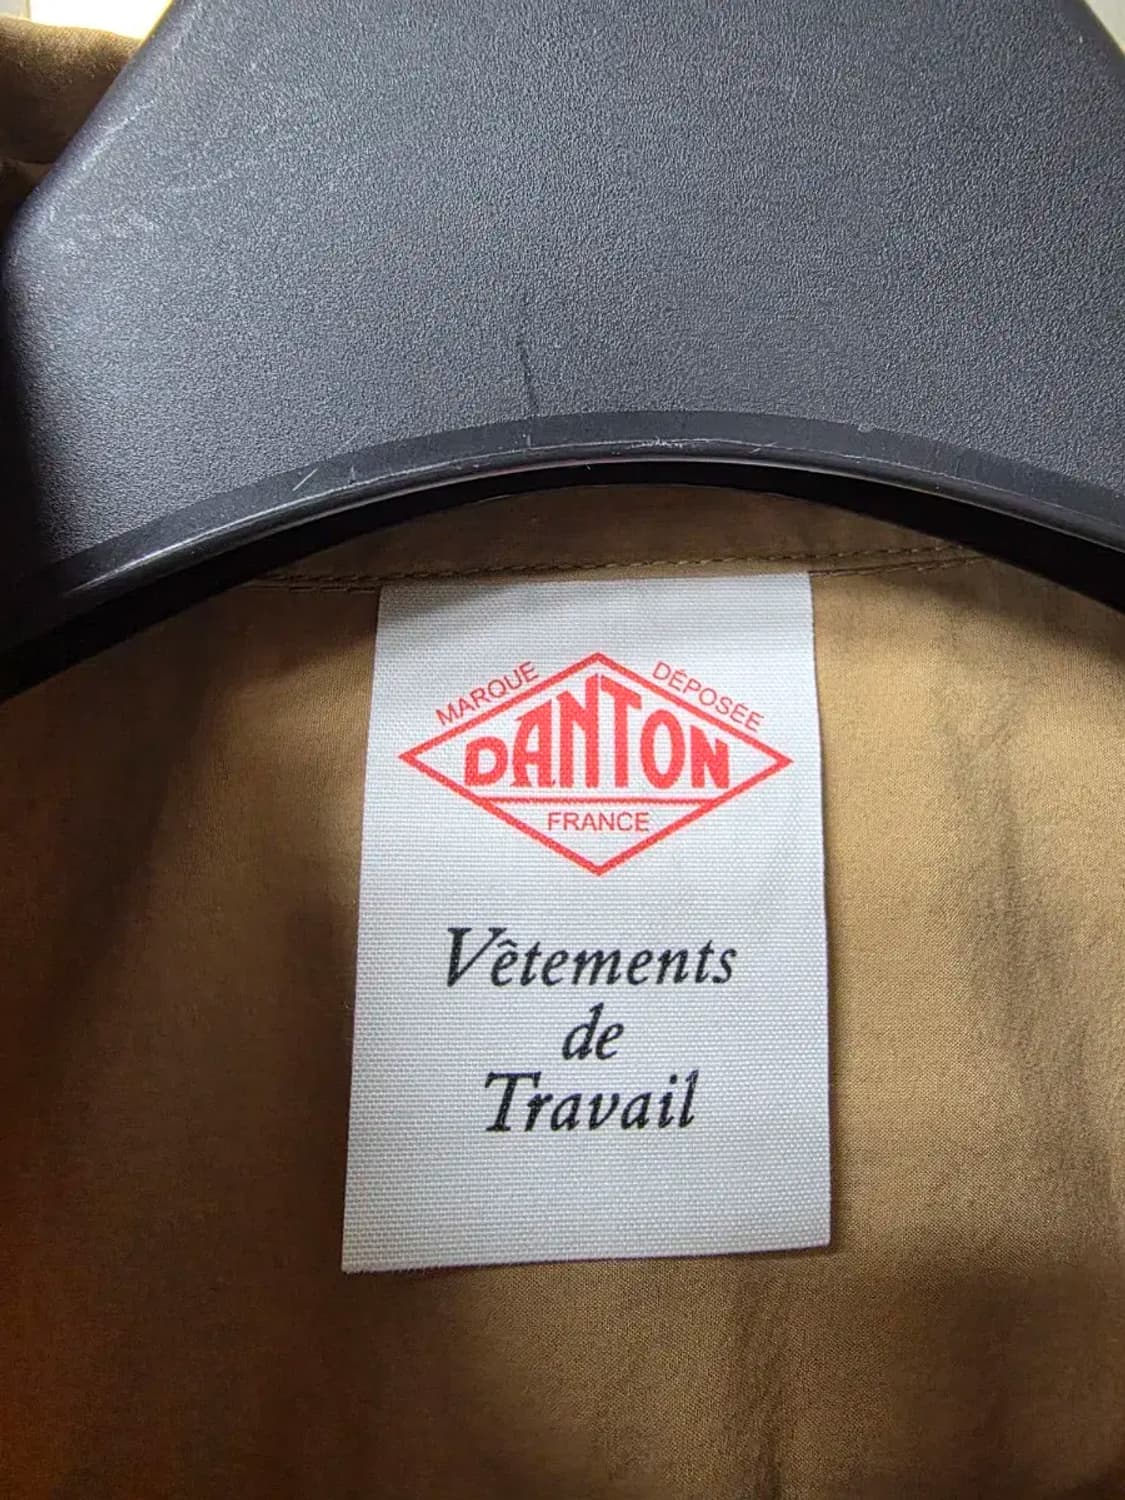 MARQUE DÉPOSÉE
DANTON
FRANCE
Vêtements
de
Travail